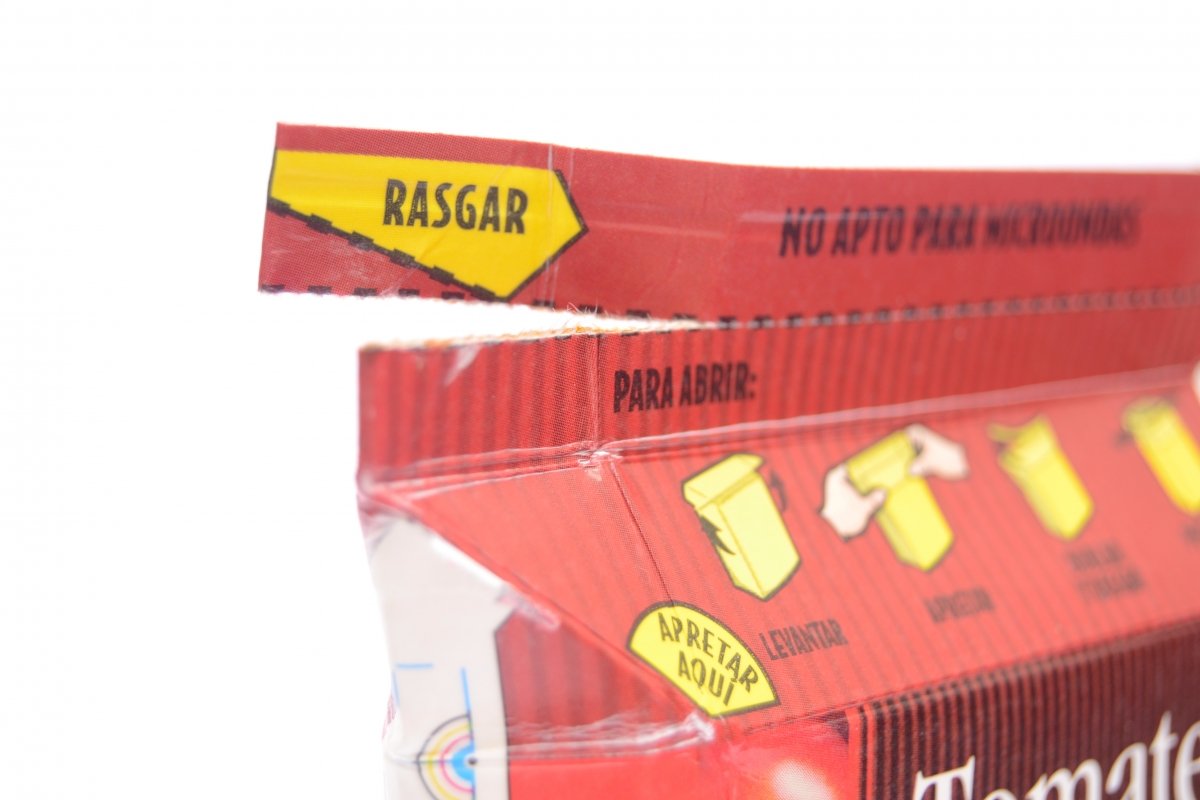 RASGAR
NO APTO PARA MICROONDAS
PARA ABRIR:
LEVANTAR
APRETAR
APRETAR
AQUÍ
Tomate